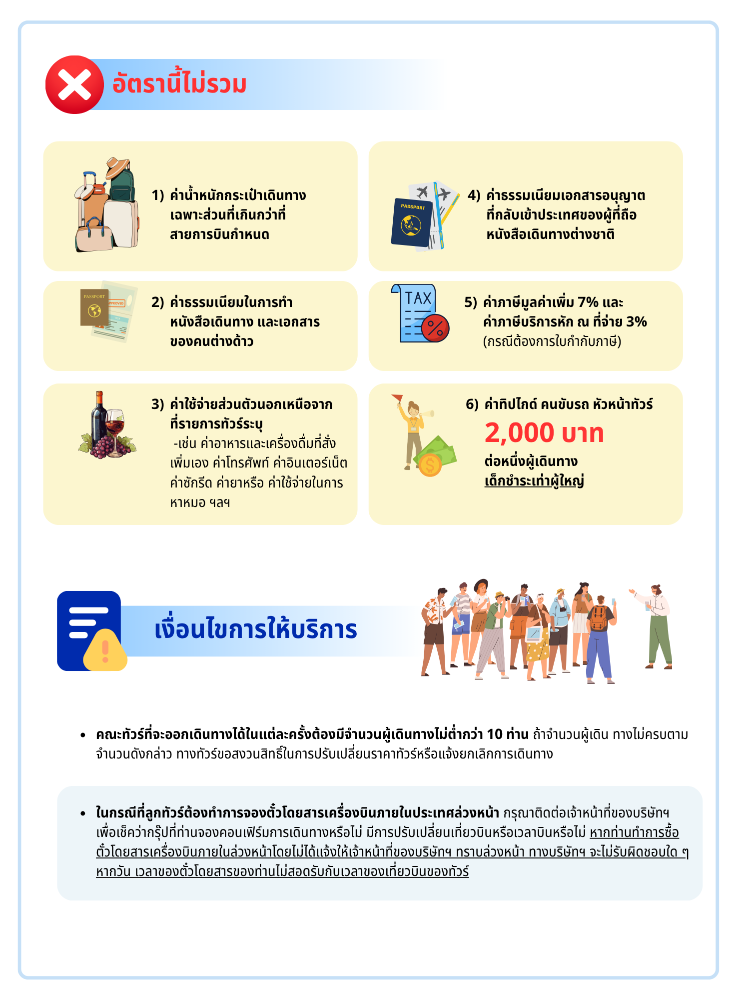 อัตรานี้ไม่รวม
1) ค่าน้ำหนักกระเป๋าเดินทาง
เฉพาะส่วนที่เกินกว่าที่
สายการบินกำหนด
PASSPORT
4) ค่าธรรมเนียมเอกสารอนุญาต
ที่กลับเข้าประเทศของผู้ที่ถือ
หนังสือเดินทางต่างชาติ
PASSPORT
APPROVED
VISA
2) ค่าธรรมเนียมในการทำ
หนังสือเดินทาง และเอกสาร
ของคนต่างด้าว
TAX
%
5) ค่าภาษีมูลค่าเพิ่ม 7% และ
ค่าภาษีบริการหัก ณ ที่จ่าย 3%
(กรณีต้องการใบกำกับภาษี)
3) ค่าใช้จ่ายส่วนตัวนอกเหนือจาก
ที่รายการทัวร์ระบุ
-เช่น ค่าอาหารและเครื่องดื่มที่สั่ง
เพิ่มเอง ค่าโทรศัพท์ ค่าอินเตอร์เน็ต
ค่าซักรีด ค่ายาหรือ ค่าใช้จ่ายในการ
หาหมอ ฯลฯ
$
6) ค่าทิปไกด์ คนขับรถ หัวหน้าทัวร์
2,000 บาท
ต่อหนึ่งผู้เดินทาง
เด็กชำระเท่าผู้ใหญ่
เงื่อนไขการให้บริการ
• คณะทัวร์ที่จะออกเดินทางได้ในแต่ละครั้งต้องมีจำนวนผู้เดินทางไม่ต่ำกว่า 10 ท่าน ถ้าจำนวนผู้เดิน ทางไม่ครบตาม
จำนวนดังกล่าว ทางทัวร์ขอสงวนสิทธิ์ในการปรับเปลี่ยนราคาทัวร์หรือแจ้งยกเลิกการเดินทาง
• ในกรณีที่ลูกทัวร์ต้องทำการจองตั๋วโดยสารเครื่องบินภายในประเทศล่วงหน้า กรุณาติดต่อเจ้าหน้าที่ของบริษัทฯ
เพื่อเช็คว่ากรุ๊ปที่ท่านจองคอนเฟิร์มการเดินทางหรือไม่ มีการปรับเปลี่ยนเที่ยวบินหรือเวลาบินหรือไม่ หากท่านทำการซื้อ
ตั๋วโดยสารเครื่องบินภายในล่วงหน้าโดยไม่ได้แจ้งให้เจ้าหน้าที่ของบริษัทฯ ทราบล่วงหน้า ทางบริษัทฯ จะไม่รับผิดชอบใด ๆ
หากวัน เวลาของตั๋วโดยสารของท่านไม่สอดรับกับเวลาของเที่ยวบินของทัวร์